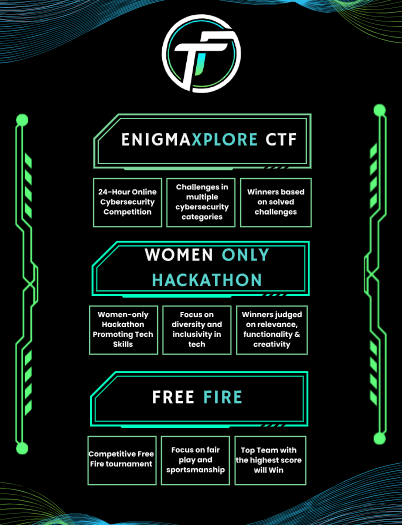 TF
ENIGMAXPLORE CTF
24-Hour Online
Cybersecurity
Competition
Challenges in
multiple
cybersecurity
categories
Winners based
on solved
challenges
WOMEN ONLY
HACKATHON
Women-only
Hackathon
Promoting Tech
Skills
Focus on
diversity and
inclusivity in
tech
Winners judged
on relevance,
functionality &
creativity
FREE FIRE
Competitive Free
Fire tournament
Focus on fair
play and
sportsmanship
Top Team with
the highest score
will Win